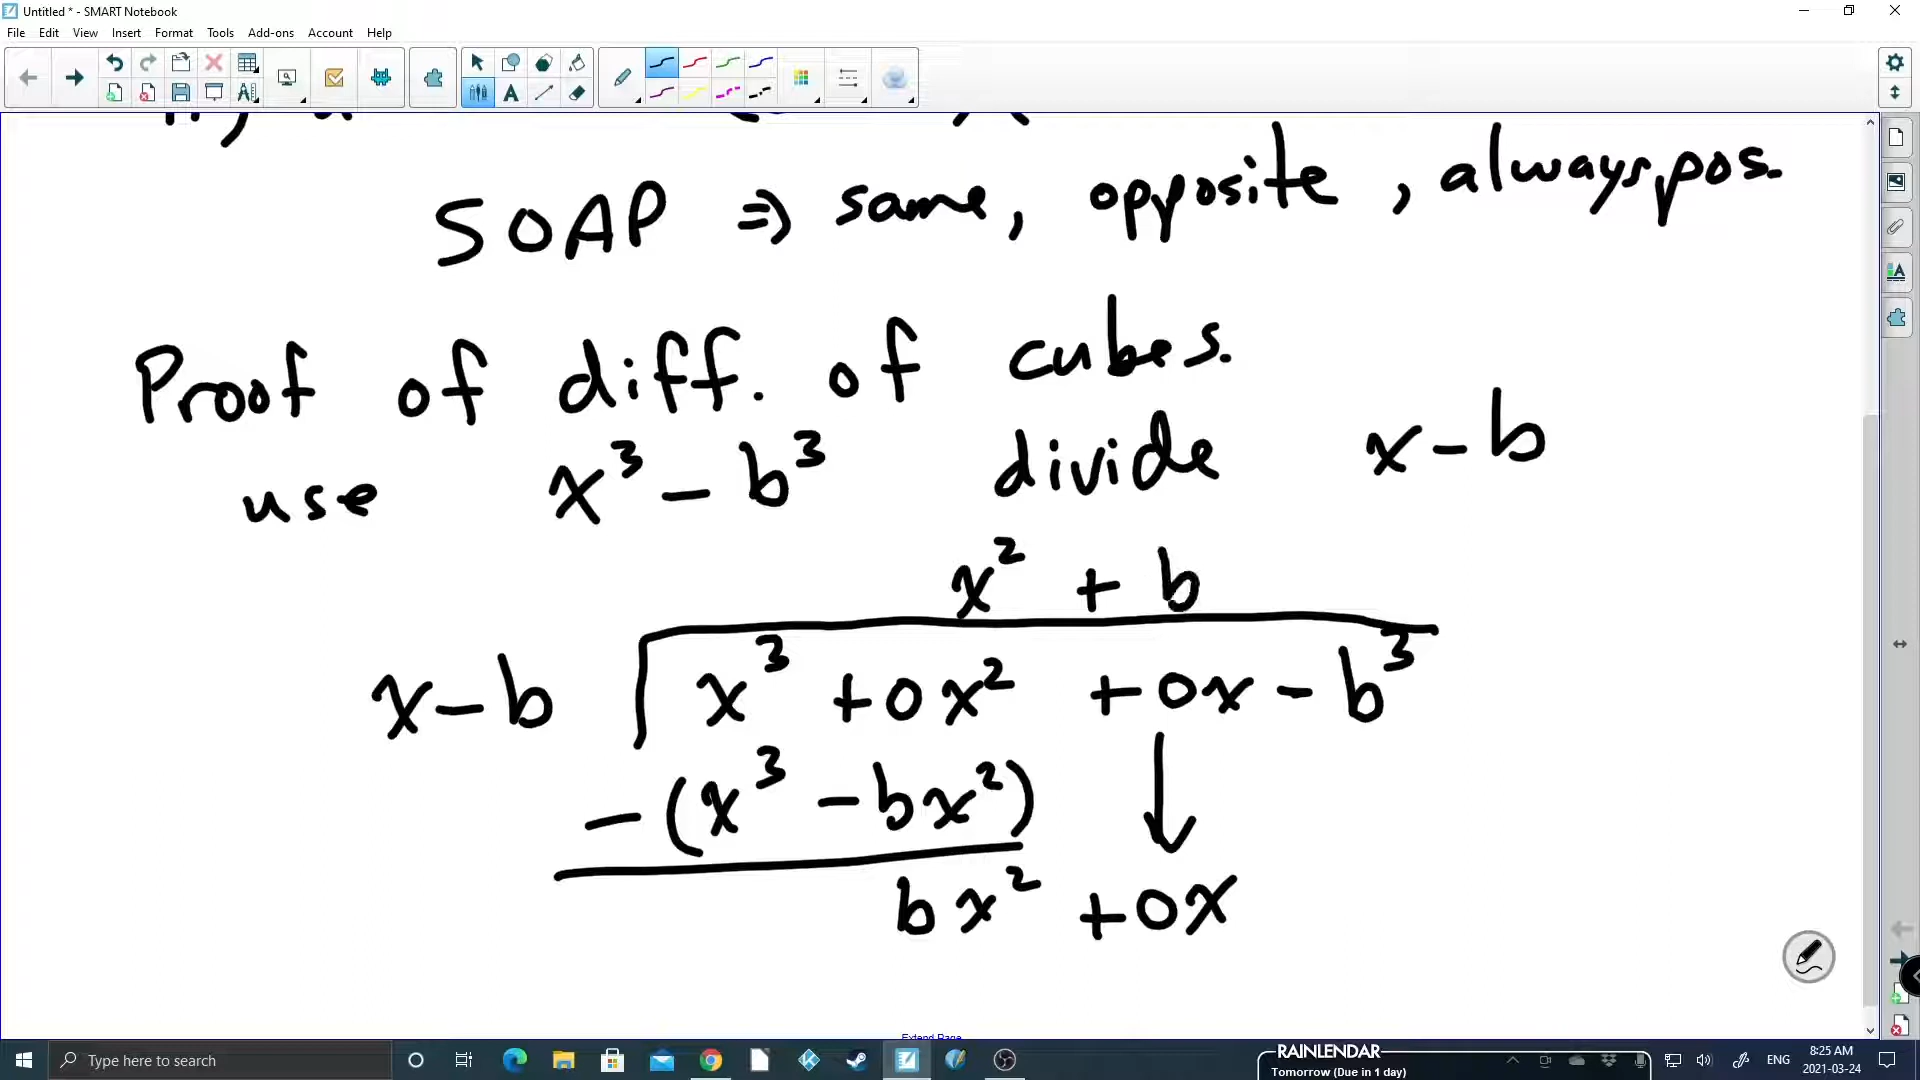 Untitled * - SMART Notebook
File Edit View Insert Format Tools Add-ons Account Help
SOAP ⇒ same, opposite, always pos.
Proof of diff. of cubes.
use x³ - b³ divide x - b
x² + b
x - b x³ + 0x² + 0x - b³
- (x³ - bx²)
bx² + 0x
Extend Page
Type here to search
RAINLENDAR
Tomorrow (Due in 1 day)
ENG
8:25 AM
2021-03-24